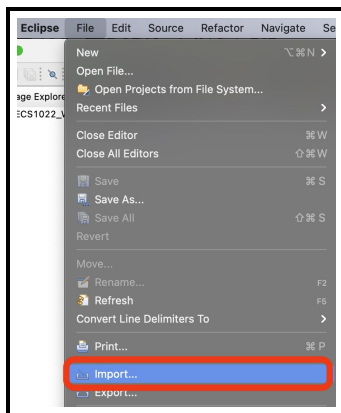 Eclipse File Edit Source Refactor Navigate Se
New ⌥⌘N >
Open File...
age Explore
Open Projects from File System...
ECS1022_W
Recent Files >
Close Editor ⌘W
Close All Editors ⇧⌘W
Save ⌘S
Save As...
Save All ⇧⌘S
Revert
Move...
Rename... F2
Refresh F5
Convert Line Delimiters To >
Print... ⌘P
Import...
Export...